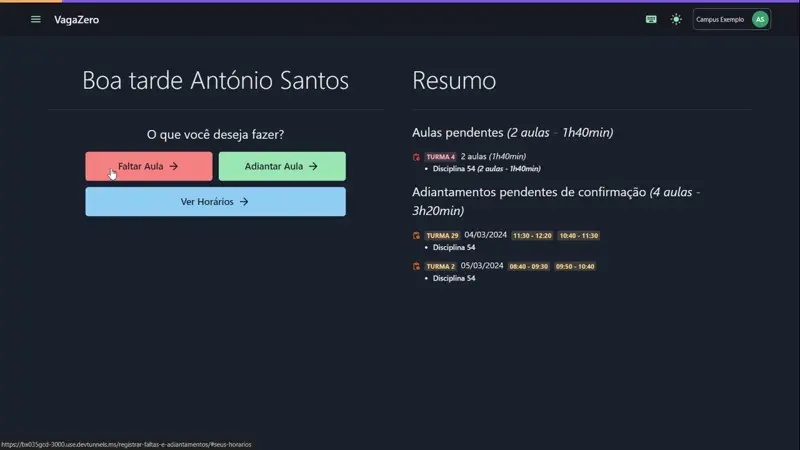 VagaZero
Campus Exemplo
AS
Boa tarde António Santos
O que você deseja fazer?
Faltar Aula
Adiantar Aula
Ver Horários
Resumo
Aulas pendentes (2 aulas - 1h40min)
TURMA 4 2 aulas (1h40min)
Disciplina 54 (2 aulas - 1h40min)
Adiantamentos pendentes de confirmação (4 aulas -
3h20min)
TURMA 29 04/03/2024 11:30 - 12:20 10:40 - 11:30
Disciplina 54
TURMA 2 05/03/2024 08:40 - 09:30 09:50 - 10:40
Disciplina 54
https://bx035gcd-3000.use.devtunnels.ms/registrar-faltas-e-adiantamentos/#seus-horarios